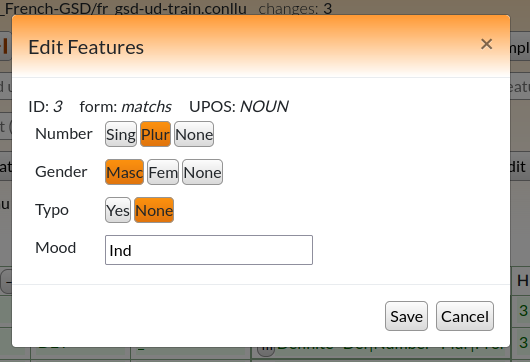 _French-GSD/fr_gsd-ud-train.conllu changes: 3
Edit Features ×
ID: 3 form: matchs UPOS: NOUN
Number Sing Plur None
Gender Masc Fem None
Typo Yes None
Mood Ind
Save Cancel